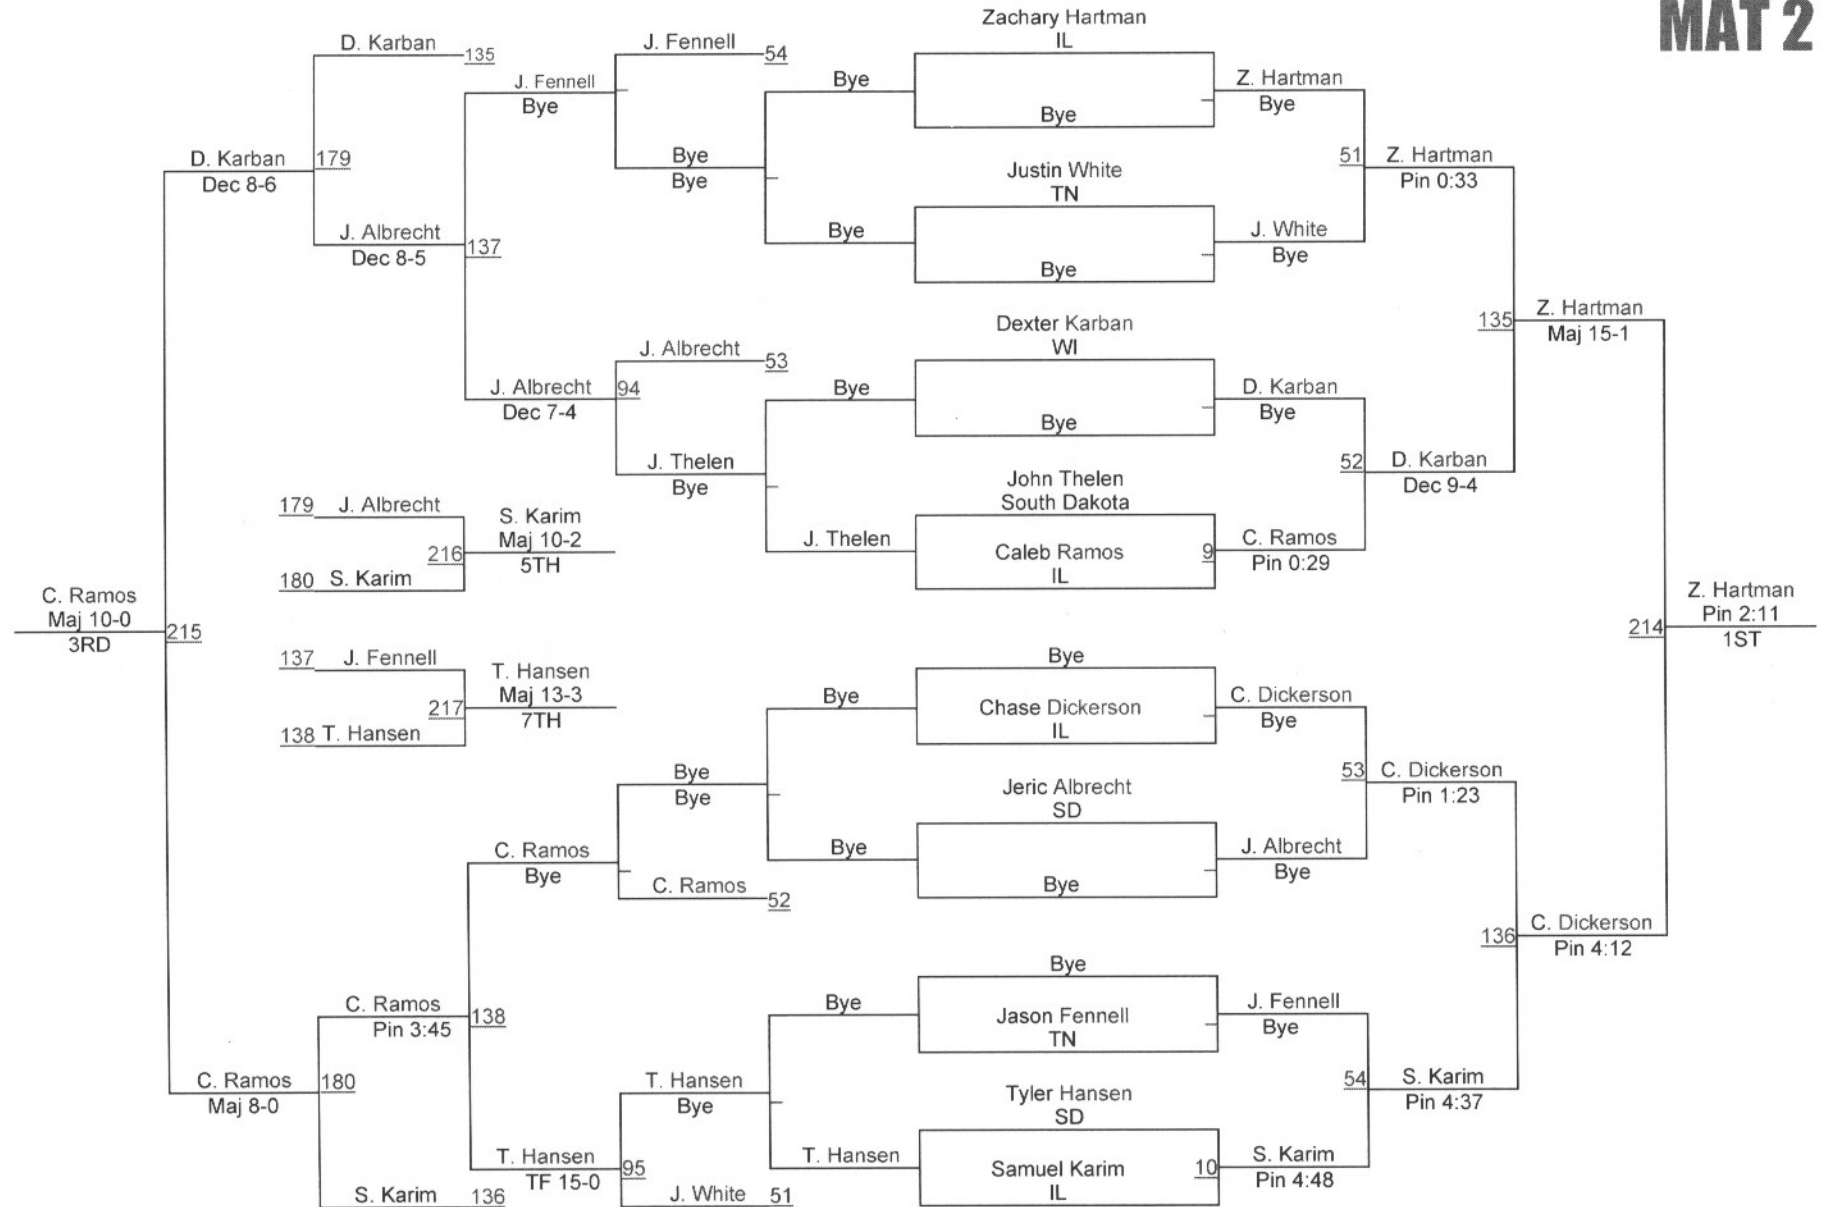 MAT 2
Zachary Hartman
IL
D. Karban
135
J. Fennell
54
J. Fennell
Bye
Bye
Z. Hartman
Bye
Bye
Bye
Bye
51
Z. Hartman
Pin 0:33
D. Karban
Dec 8-6
179
Justin White
TN
J. Albrecht
Dec 8-5
137
Bye
J. White
Bye
Bye
Dexter Karban
WI
Z. Hartman
Maj 15-1
135
J. Albrecht
53
J. Albrecht
Dec 7-4
94
Bye
D. Karban
Bye
Bye
J. Thelen
Bye
52
D. Karban
Dec 9-4
John Thelen
South Dakota
179
J. Albrecht
S. Karim
Maj 10-2
5TH
216
180
S. Karim
J. Thelen
Caleb Ramos
IL
9
C. Ramos
Pin 0:29
C. Ramos
Maj 10-0
3RD
215
Z. Hartman
Pin 2:11
1ST
214
137
J. Fennell
T. Hansen
Maj 13-3
7TH
217
138
T. Hansen
Bye
Bye
Chase Dickerson
IL
C. Dickerson
Bye
Bye
Bye
53
C. Dickerson
Pin 1:23
Jeric Albrecht
SD
C. Ramos
Bye
Bye
J. Albrecht
Bye
Bye
C. Ramos
52
136
C. Dickerson
Pin 4:12
Bye
C. Ramos
Pin 3:45
138
Bye
Jason Fennell
TN
J. Fennell
Bye
C. Ramos
Maj 8-0
180
T. Hansen
Bye
54
S. Karim
Pin 4:37
Tyler Hansen
SD
T. Hansen
TF 15-0
95
T. Hansen
Samuel Karim
IL
10
S. Karim
Pin 4:48
S. Karim
136
J. White
51